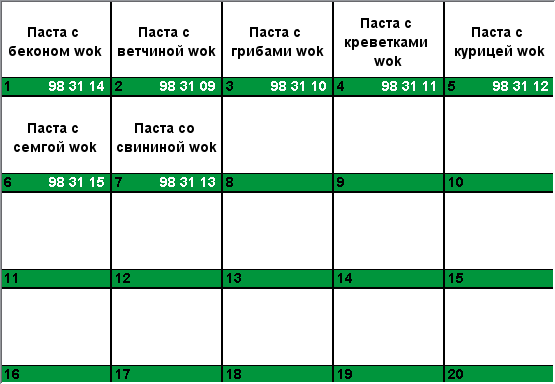 Паста с
беконом wok
Паста с
ветчиной wok
Паста с
грибами wok
Паста с
креветками
wok
Паста с
курицей wok
1 98 31 14
2 98 31 09
3 98 31 10
4 98 31 11
5 98 31 12
Паста с
семгой wok
Паста со
свининой wok
6 98 31 15
7 98 31 13
8
9
10
11
12
13
14
15
16
17
18
19
20